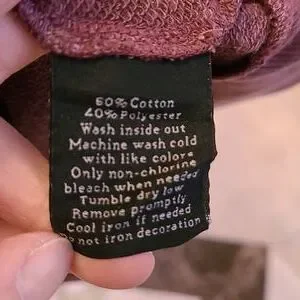 60% Cotton
40% Polyester
Wash inside out
Machine wash cold
with like colors
Only non-chlorine
bleach when needed
Tumble dry low
Remove promptly
Cool iron if needed
Do not iron decoration